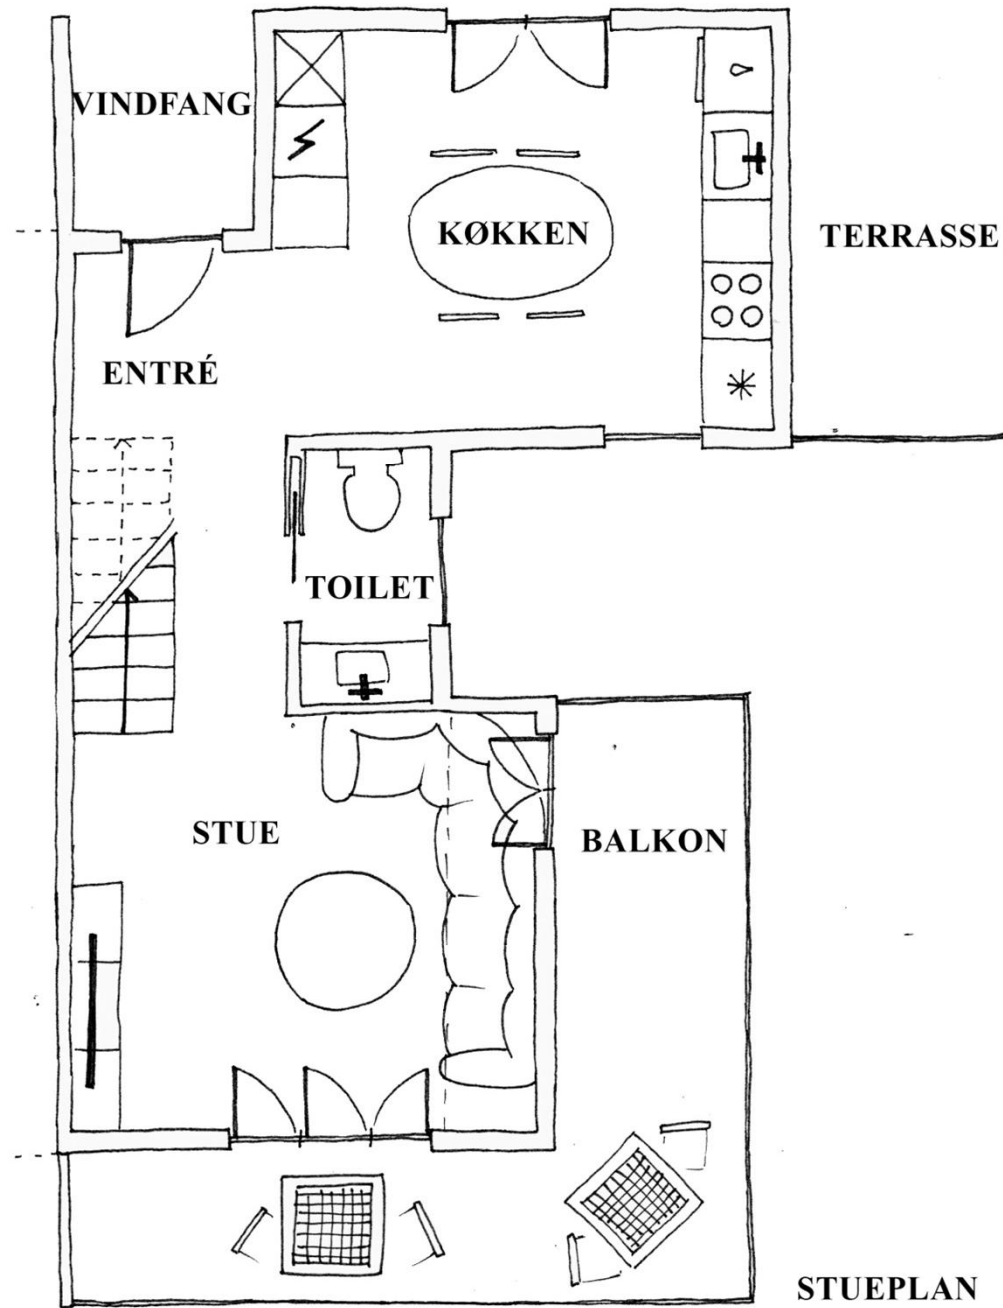 VINDFANG
KØKKEN
TERRASSE
ENTRÉ
TOILET
STUE
BALKON
STUEPLAN